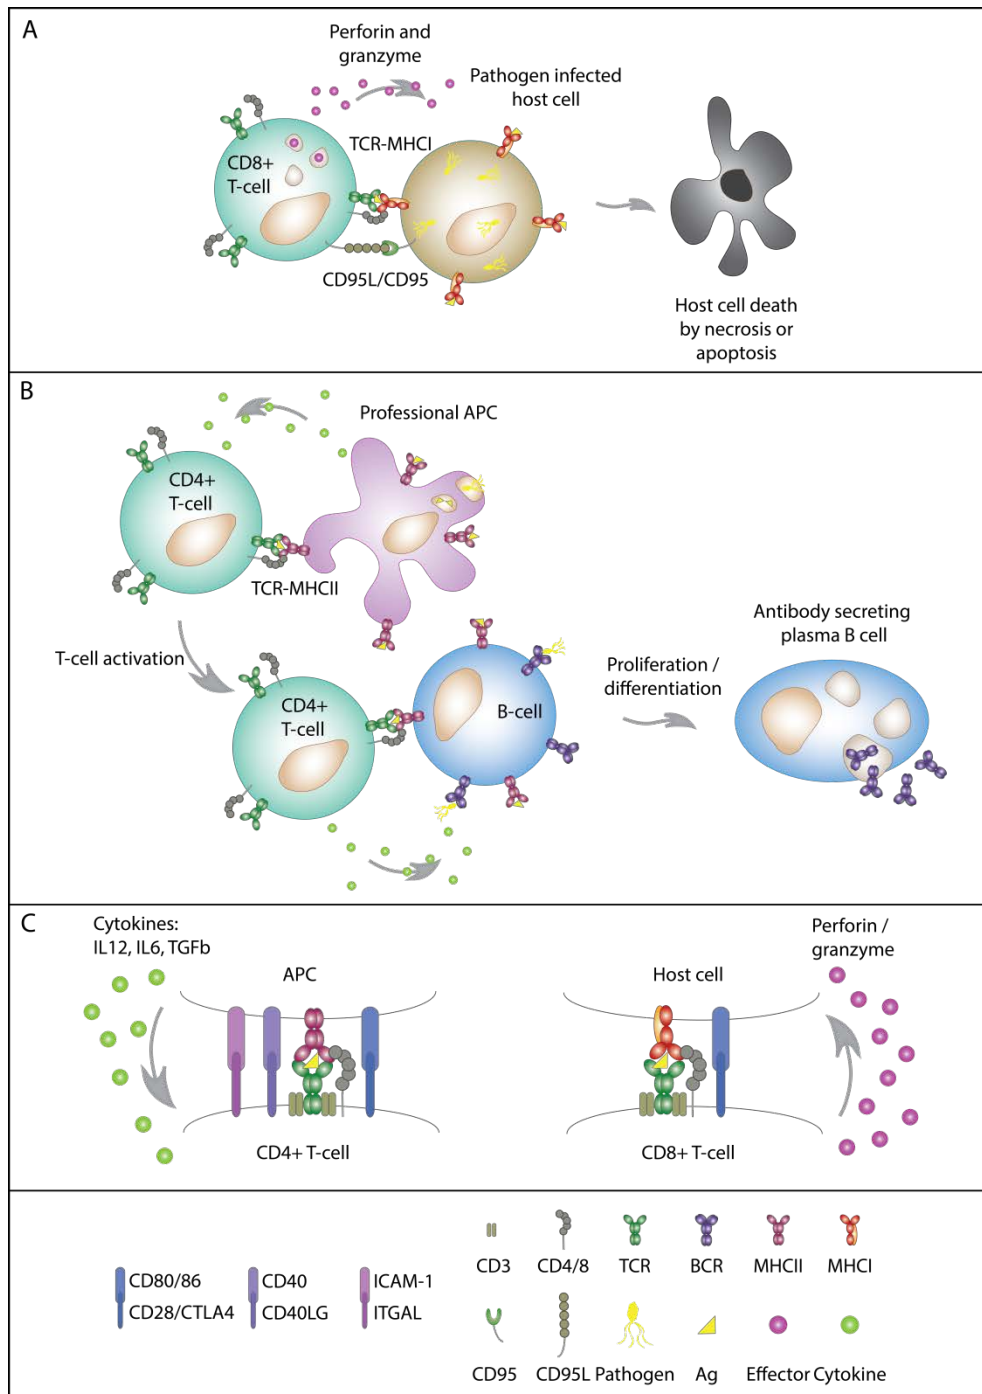 A
Perforin and
granzyme
Pathogen infected
host cell
CD8+
T-cell
TCR-MHCI
CD95L/CD95
Host cell death
by necrosis or
apoptosis
B
Professional APC
CD4+
T-cell
TCR-MHCII
T-cell activation
CD4+
T-cell
B-cell
Proliferation /
differentiation
Antibody secreting
plasma B cell
C
Cytokines:
IL12, IL6, TGFb
APC
CD4+ T-cell
Host cell
CD8+ T-cell
Perforin /
granzyme
CD80/86
CD28/CTLA4
CD40
CD40LG
ICAM-1
ITGAL
CD3
CD4/8
TCR
BCR
MHCII
MHCI
CD95
CD95L
Pathogen
Ag
Effector
Cytokine